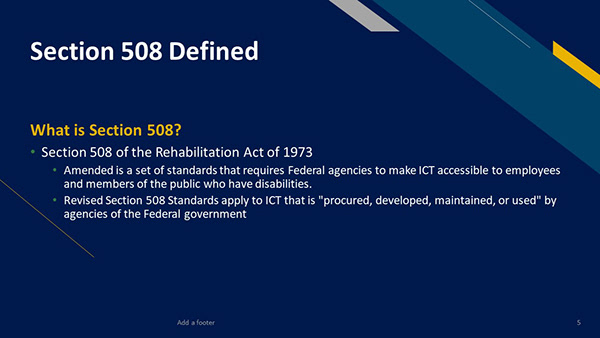 Section 508 Defined
What is Section 508?
• Section 508 of the Rehabilitation Act of 1973
• Amended is a set of standards that requires Federal agencies to make ICT accessible to employees
and members of the public who have disabilities.
• Revised Section 508 Standards apply to ICT that is "procured, developed, maintained, or used" by
agencies of the Federal government
Add a footer
5